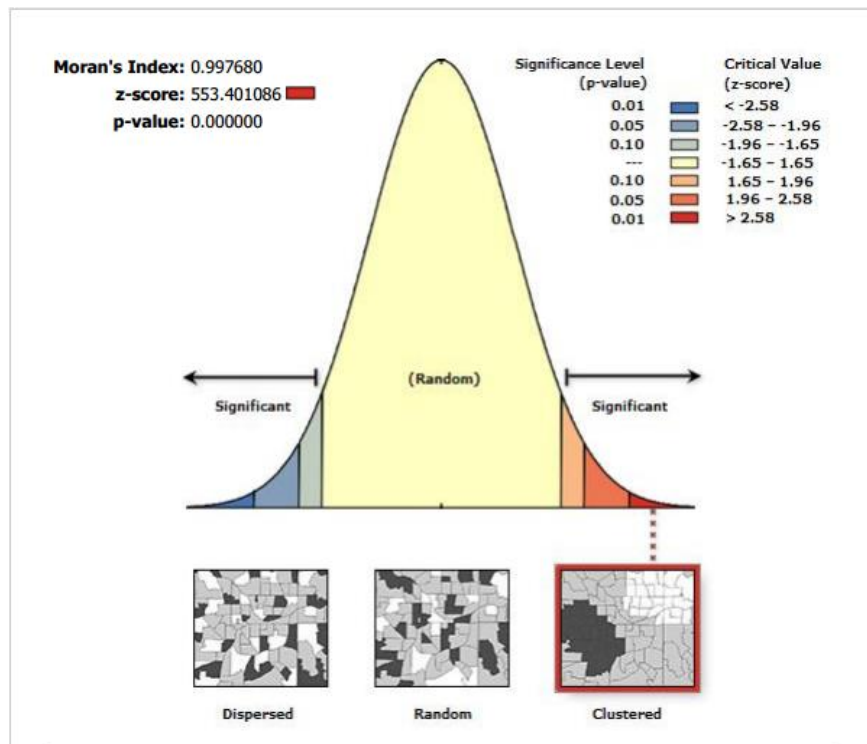 Moran's Index: 0.997680
z-score: 553.401086
p-value: 0.000000
Significance Level
(p-value)
Critical Value
(z-score)
0.01 < -2.58
0.05 -2.58 – -1.96
0.10 -1.96 – -1.65
--- -1.65 – 1.65
0.10 1.65 – 1.96
0.05 1.96 – 2.58
0.01 > 2.58
(Random)
Significant
Significant
Dispersed
Random
Clustered